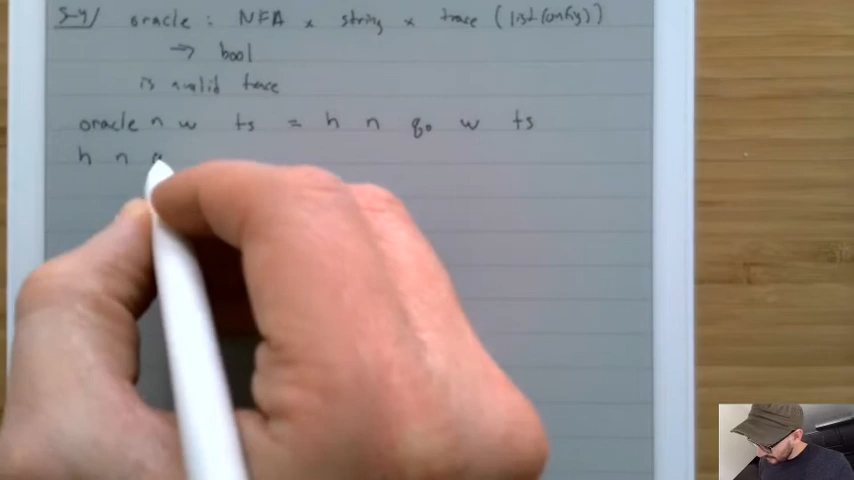 5-4/ oracle : NFA x string x trace (list Config)
→ bool
is valid trace
oracle n w ts = h n q₀ w ts
h n